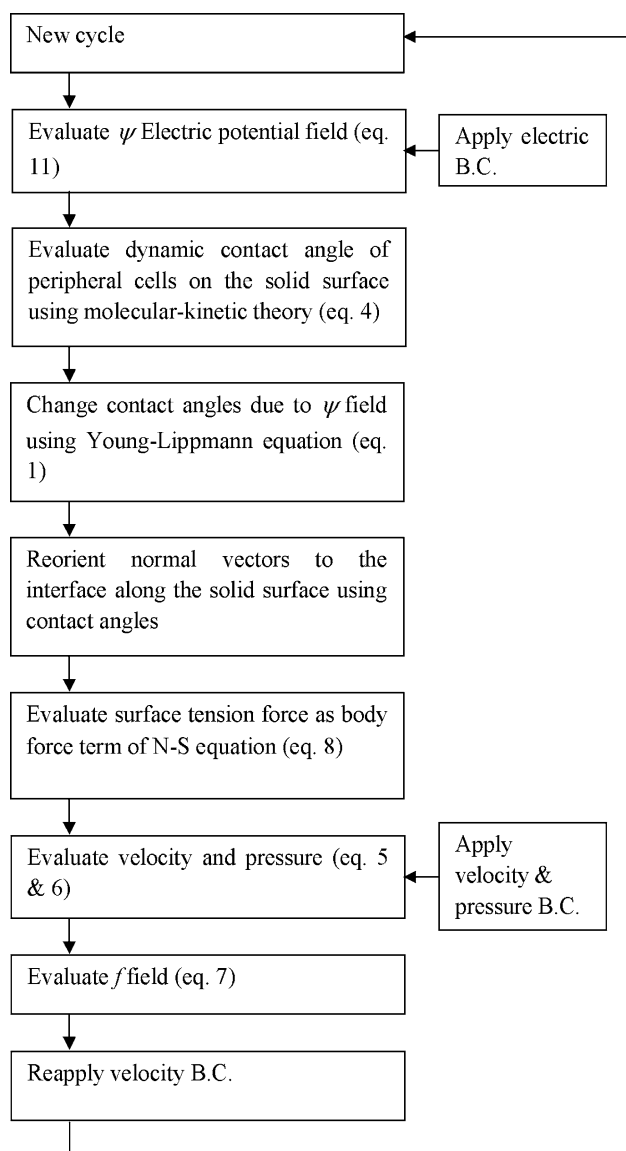 New cycle
Evaluate ψ Electric potential field (eq.
11)
Apply electric
B.C.
Evaluate dynamic contact angle of
peripheral cells on the solid surface
using molecular-kinetic theory (eq. 4)
Change contact angles due to ψ field
using Young-Lippmann equation (eq.
1)
Reorient normal vectors to the
interface along the solid surface using
contact angles
Evaluate surface tension force as body
force term of N-S equation (eq. 8)
Evaluate velocity and pressure (eq. 5
& 6)
Apply
velocity &
pressure B.C.
Evaluate f field (eq. 7)
Reapply velocity B.C.